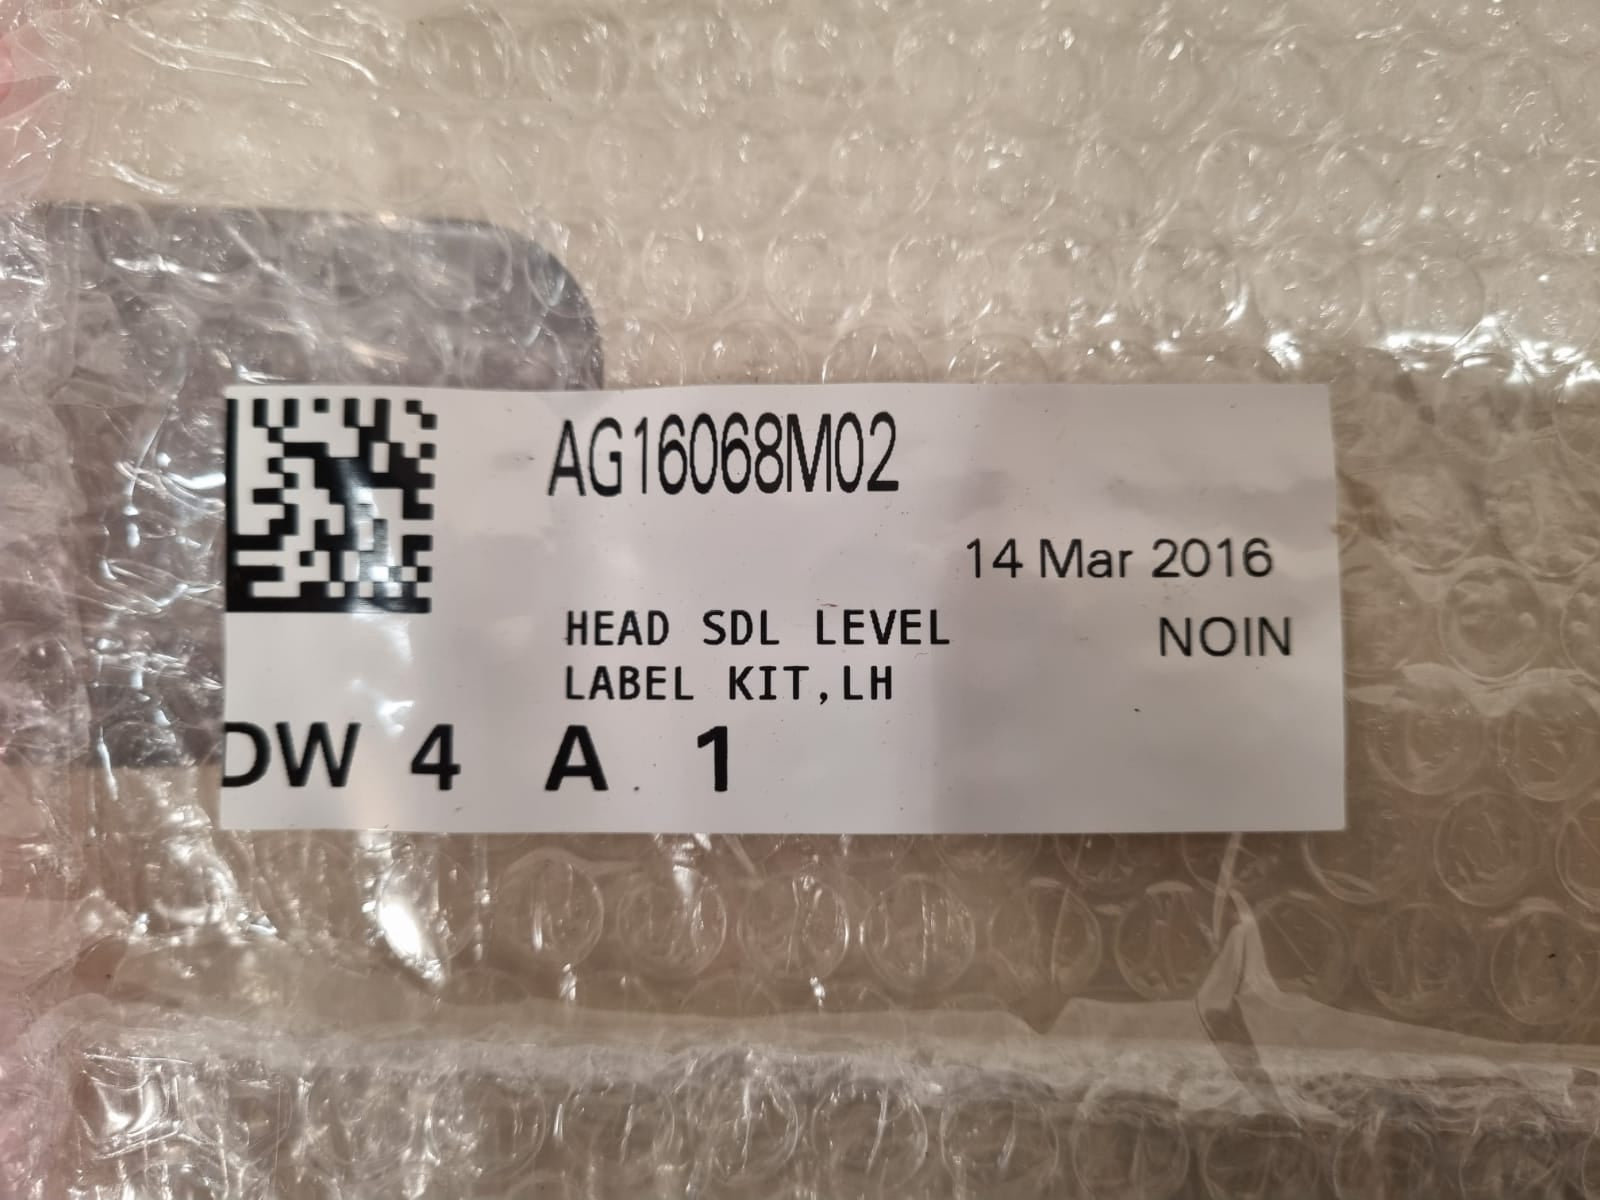 AG16068M02
14 Mar 2016
HEAD SDL LEVEL
NOIN
LABEL KIT,LH
DW 4 A 1